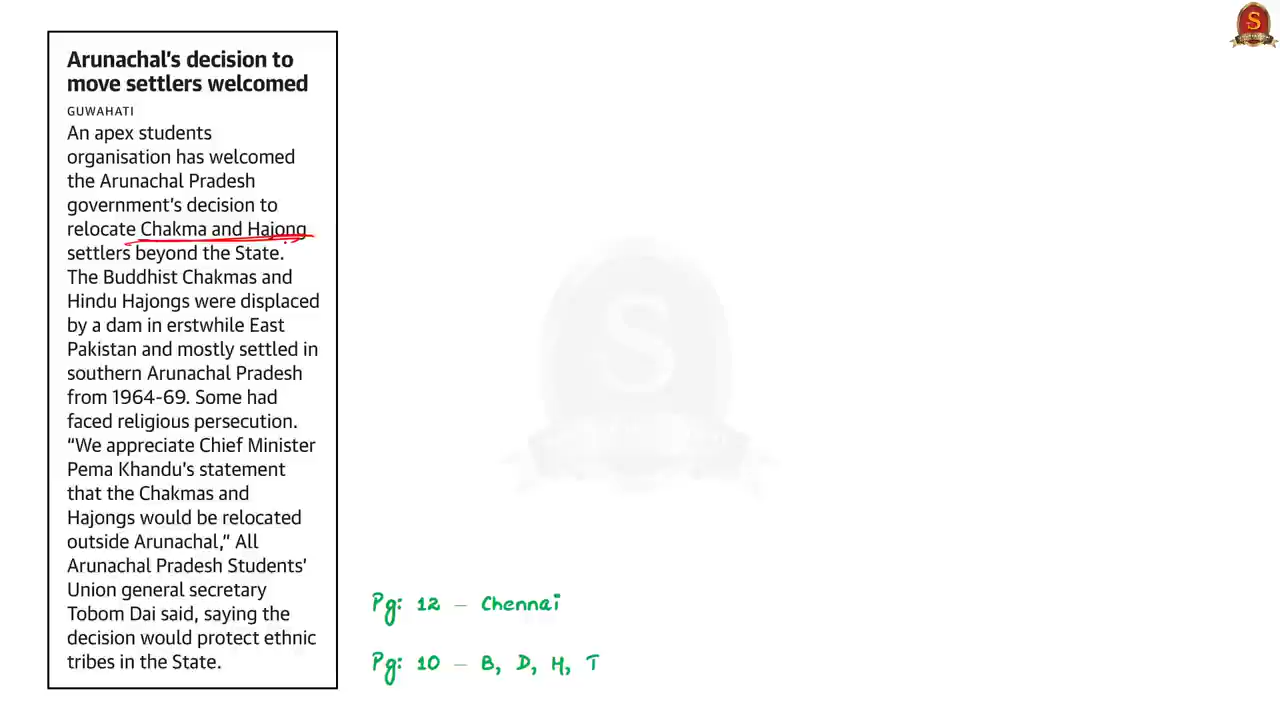 Arunachal's decision to
move settlers welcomed
GUWAHATI
An apex students
organisation has welcomed
the Arunachal Pradesh
government's decision to
relocate Chakma and Hajong
settlers beyond the State.
The Buddhist Chakmas and
Hindu Hajongs were displaced
by a dam in erstwhile East
Pakistan and mostly settled in
southern Arunachal Pradesh
from 1964-69. Some had
faced religious persecution.
“We appreciate Chief Minister
Pema Khandu's statement
that the Chakmas and
Hajongs would be relocated
outside Arunachal,” All
Arunachal Pradesh Students'
Union general secretary
Tobom Dai said, saying the
decision would protect ethnic
tribes in the State.
Pg: 12 – Chennai
Pg: 10 – B, D, H, T
S
S